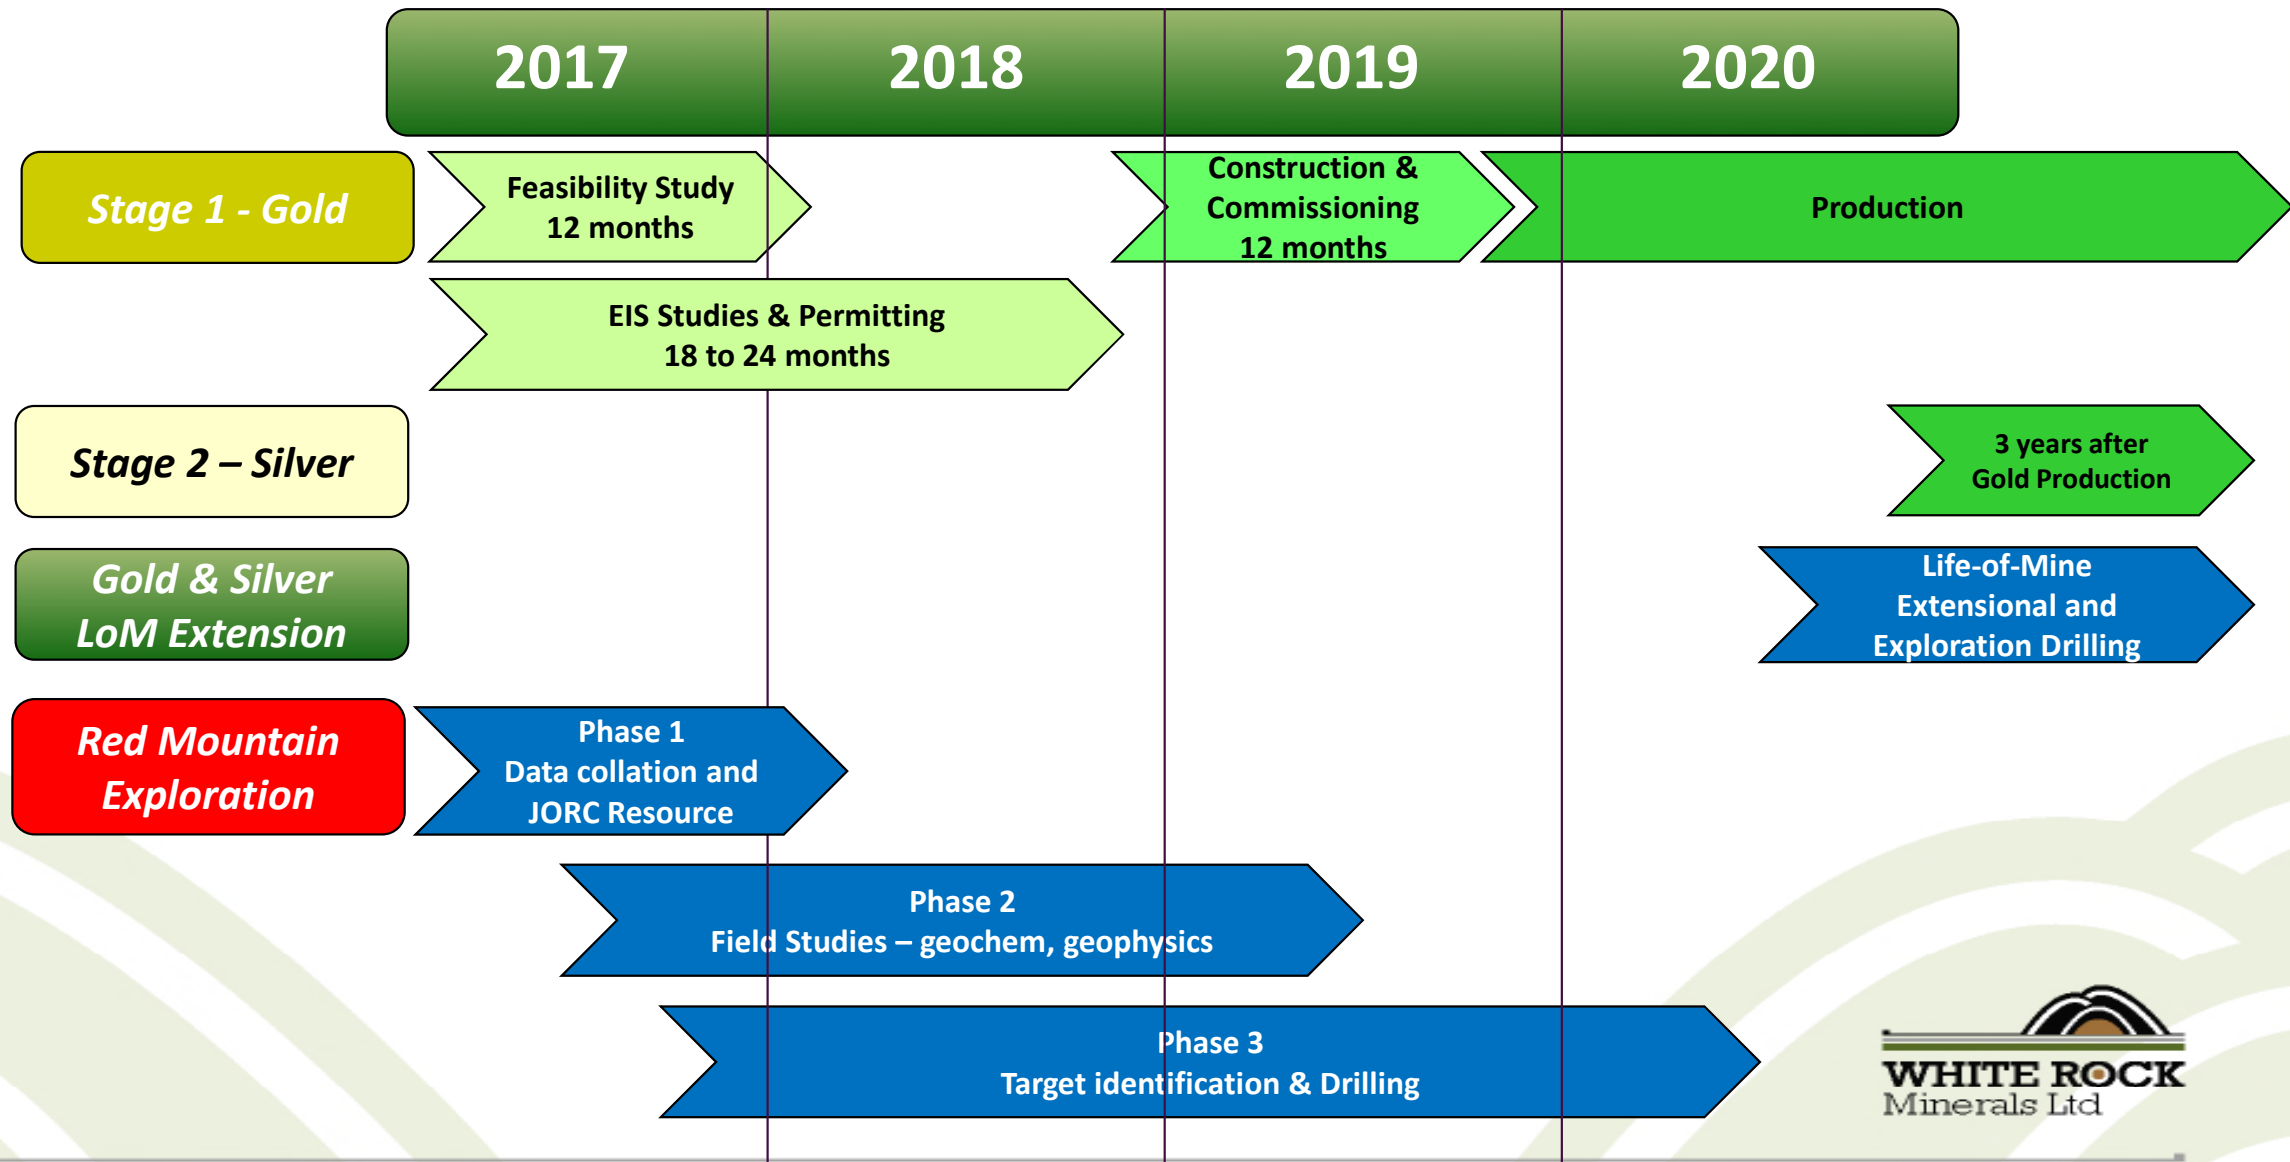 2017 2018 2019 2020
Stage 1 - Gold
Feasibility Study
12 months
Construction &
Commissioning
12 months
Production
EIS Studies & Permitting
18 to 24 months
Stage 2 – Silver
3 years after
Gold Production
Gold & Silver
LoM Extension
Life-of-Mine
Extensional and
Exploration Drilling
Red Mountain
Exploration
Phase 1
Data collation and
JORC Resource
Phase 2
Field Studies – geochem, geophysics
Phase 3
Target identification & Drilling
WHITE ROCK
Minerals Ltd